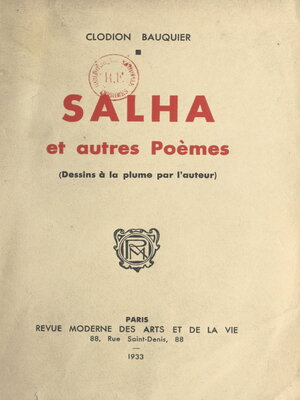 CLODION BAUQUIER
R.F.
SALHA
et autres Poèmes
(Dessins à la plume par l'auteur)
PARIS
REVUE MODERNE DES ARTS ET DE LA VIE
88, Rue Saint-Denis, 88
1933